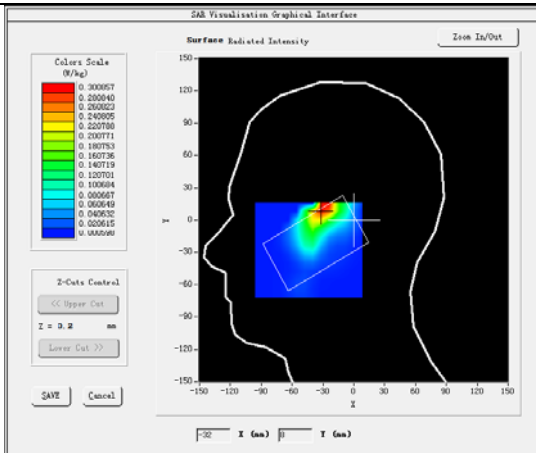 SAR Visualisation Graphical Interface
Surface Radiated Intensity
Zoom In/Out
Colors Scale
(W/kg)
0.300857
0.280840
0.260823
0.240805
0.220788
0.200771
0.180753
0.160736
0.140719
0.120701
0.100684
0.080667
0.060649
0.040632
0.020615
0.000598
150
120
90
60
30
0
-30
-60
-90
-120
-150
Y
-150 -120 -90 -60 -30 0 30 60 90 120 150
X
Z-Cuts Control
<< Upper Cut
Z = 3.2 mm
Lower Cut >>
SAVE Cancel
-32 X (mm) 8 Y (mm)